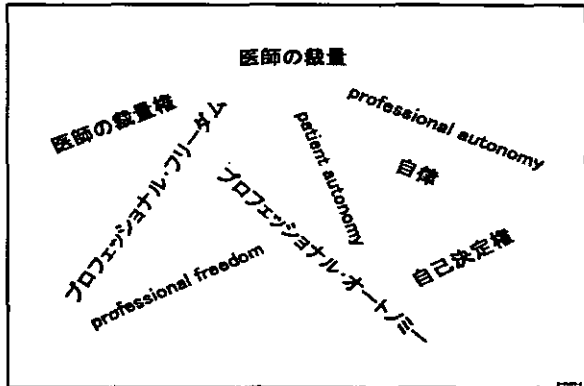 医師の裁量
医師の裁量権
professional autonomy
プロフェッショナル・フリーダム
patient autonomy
自律
プロフェッショナル・オートノミー
自己決定権
professional freedom